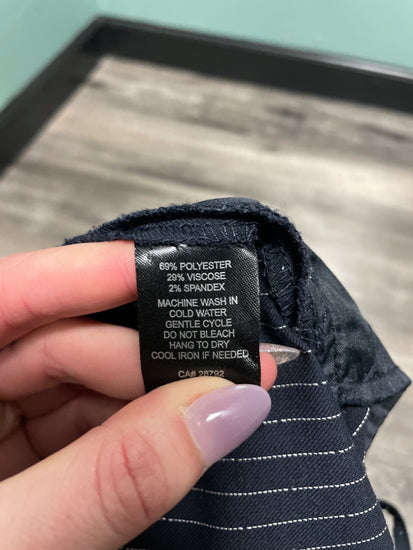 69% POLYESTER
29% VISCOSE
2% SPANDEX
MACHINE WASH IN
COLD WATER
GENTLE CYCLE
DO NOT BLEACH
HANG TO DRY
COOL IRON IF NEEDED
CA# 28792